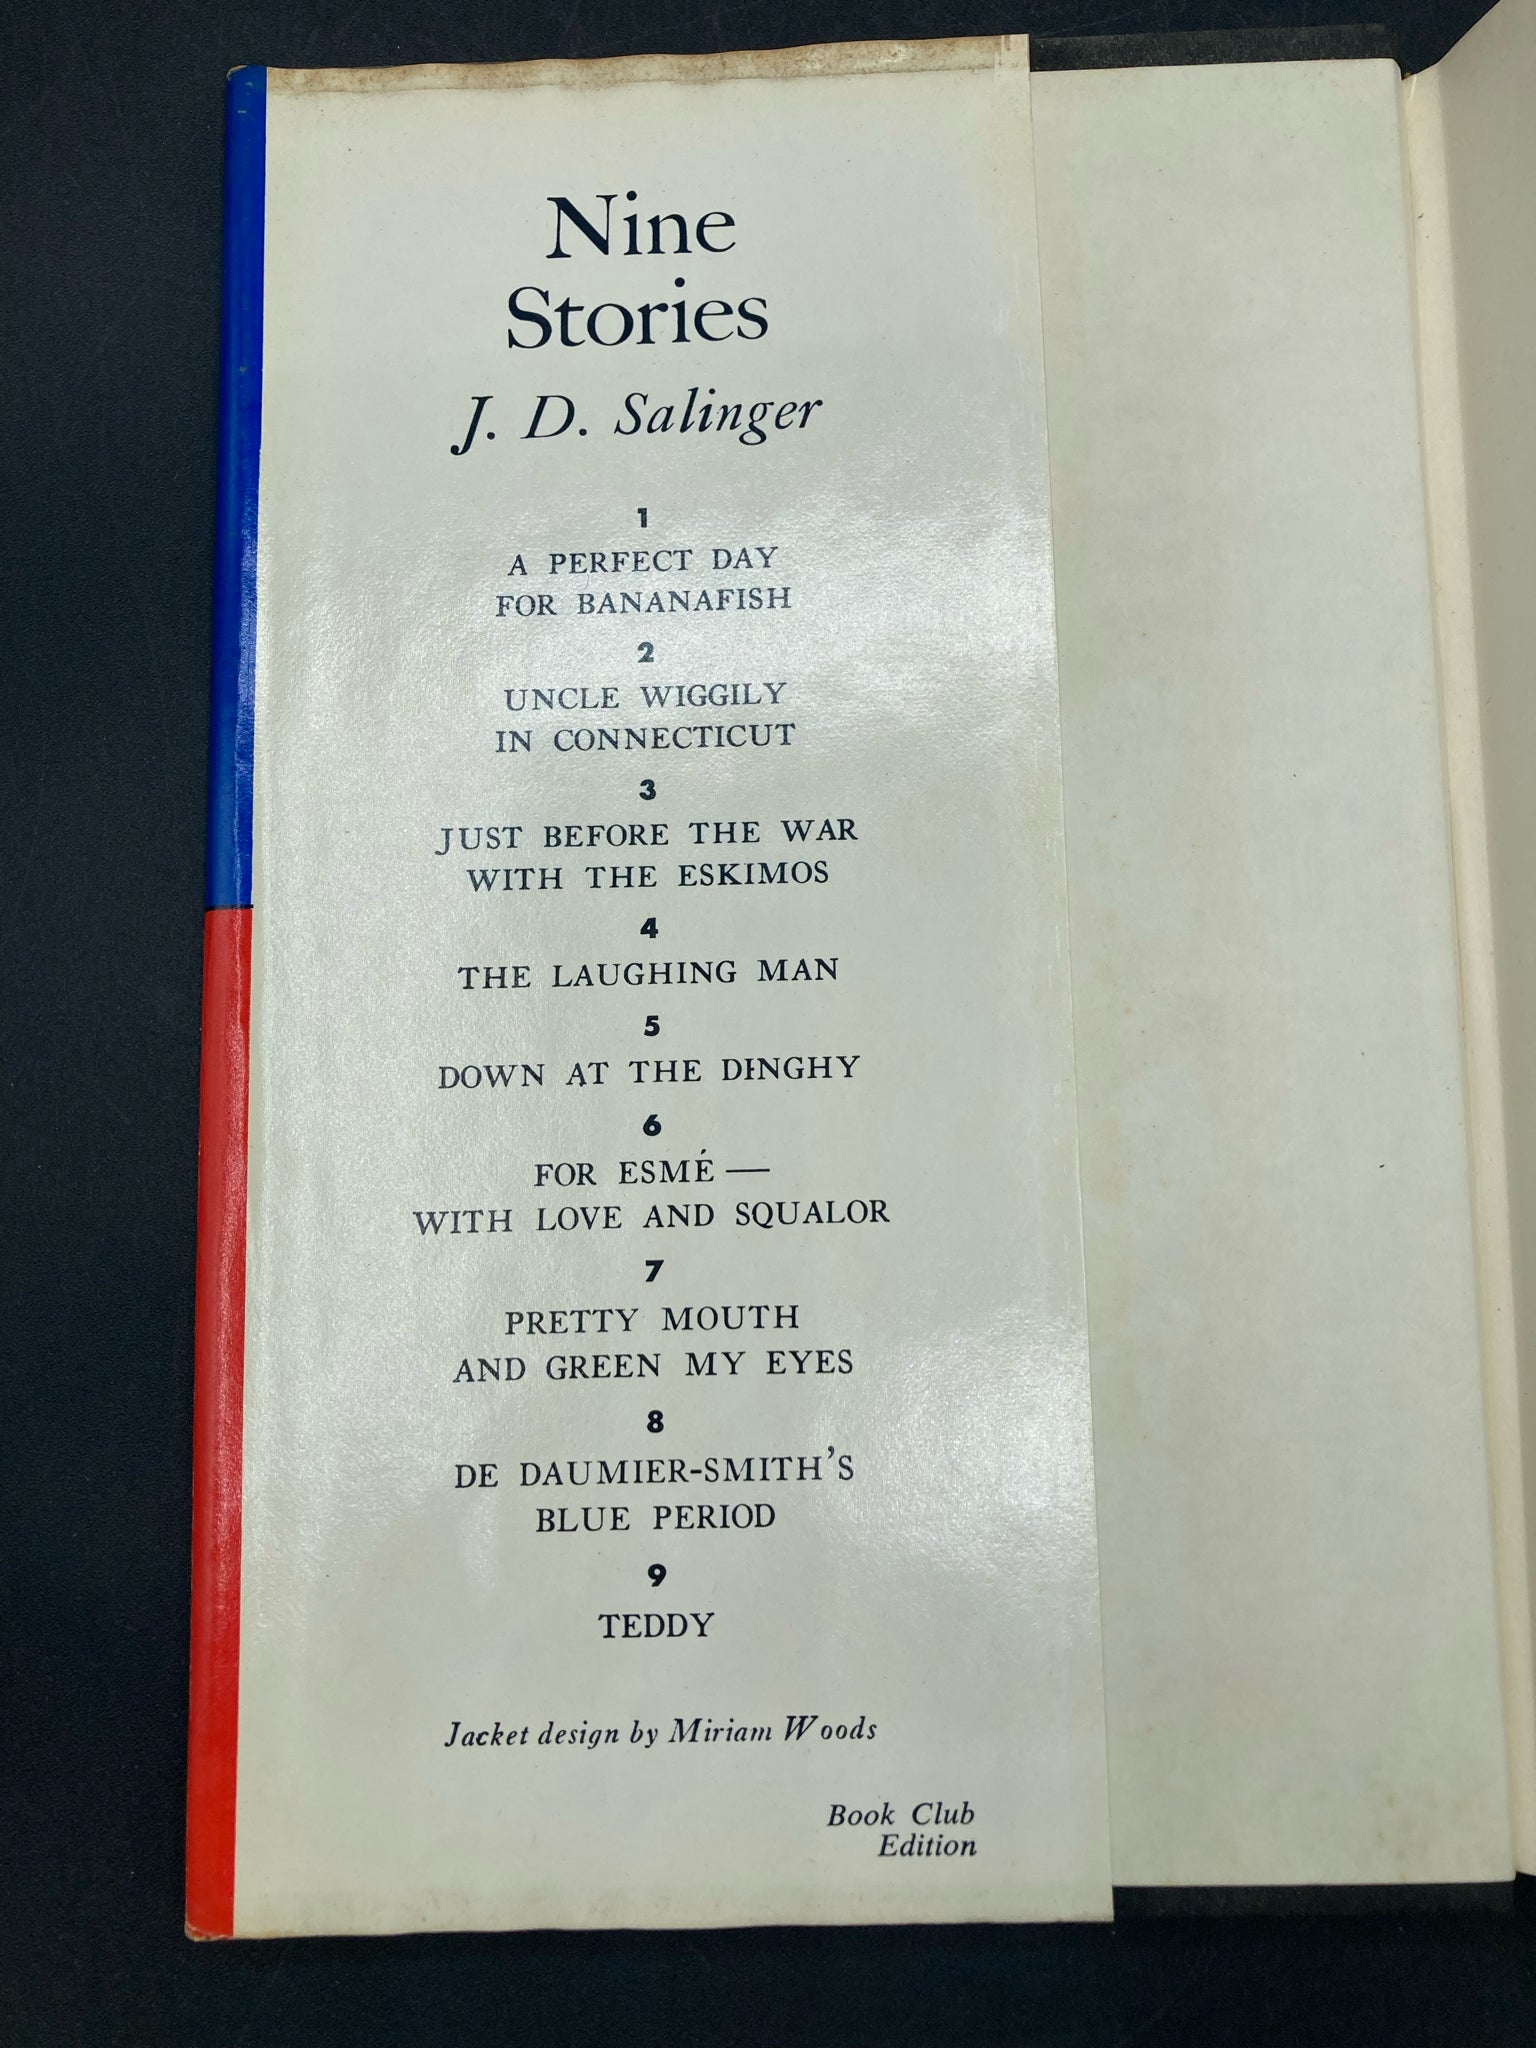 Nine
Stories
J. D. Salinger
1
A PERFECT DAY
FOR BANANAFISH
2
UNCLE WIGGILY
IN CONNECTICUT
3
JUST BEFORE THE WAR
WITH THE ESKIMOS
4
THE LAUGHING MAN
5
DOWN AT THE DINGHY
6
FOR ESMÉ —
WITH LOVE AND SQUALOR
7
PRETTY MOUTH
AND GREEN MY EYES
8
DE DAUMIER-SMITH'S
BLUE PERIOD
9
TEDDY
Jacket design by Miriam Woods
Book Club
Edition